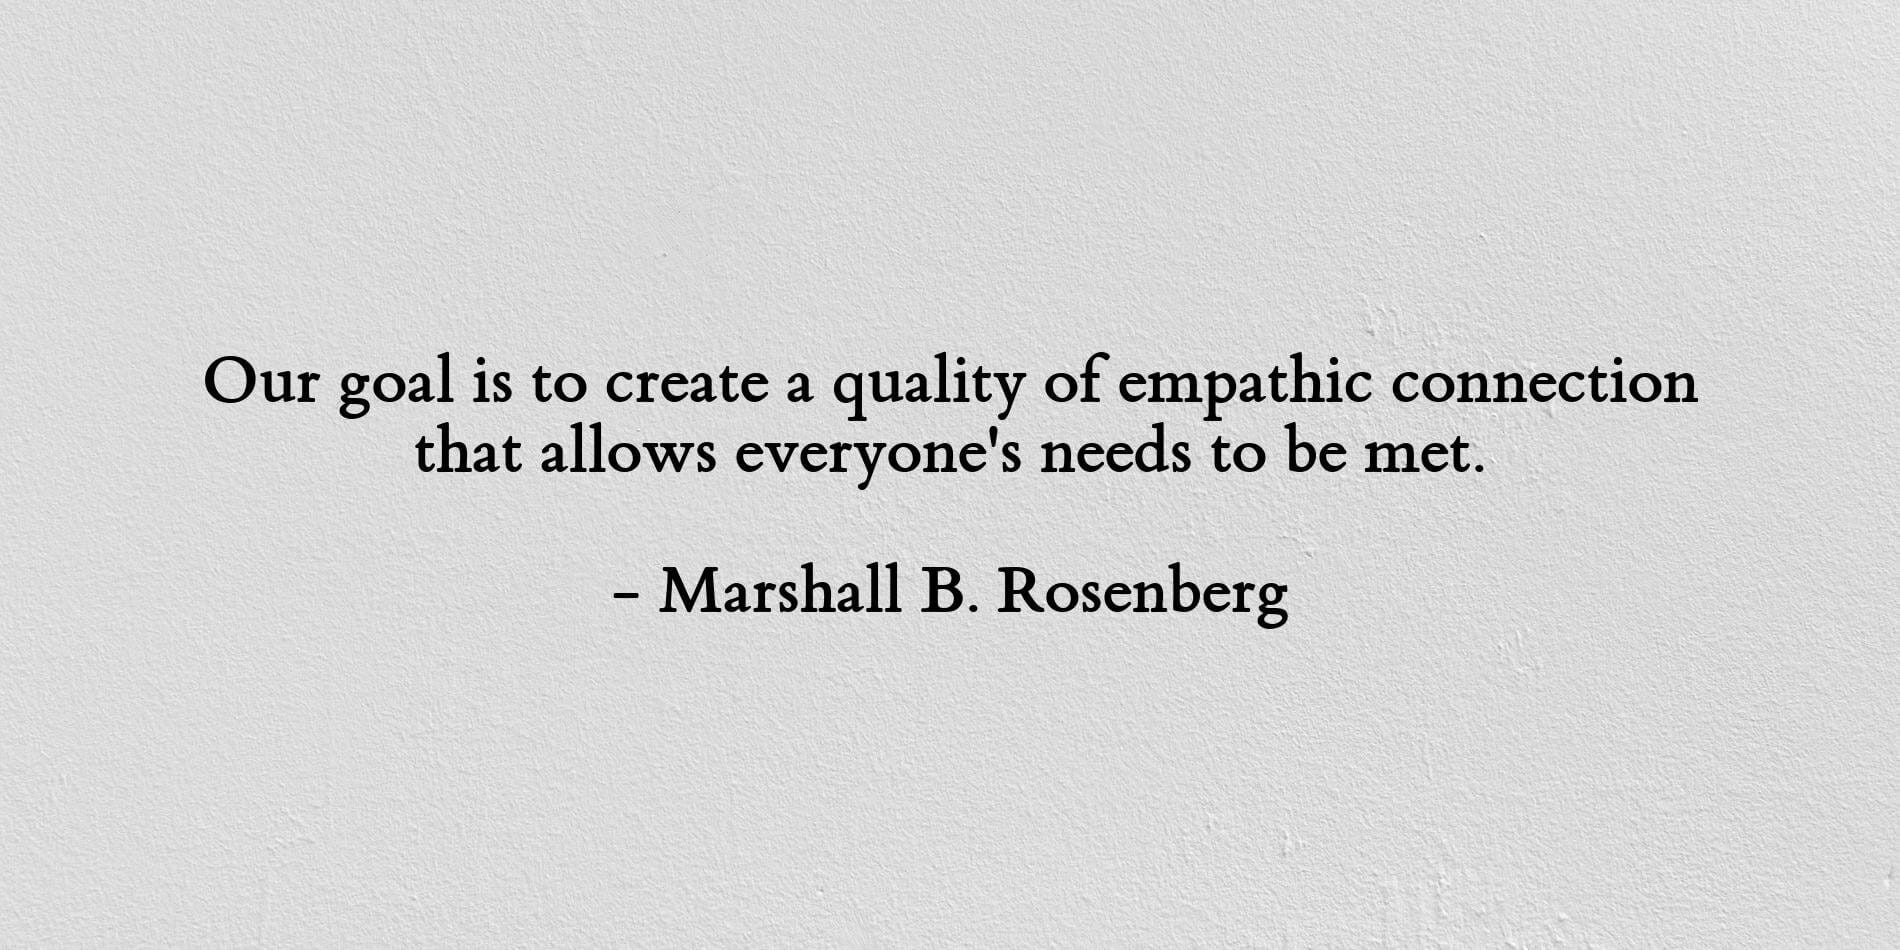 Our goal is to create a quality of empathic connection
that allows everyone's needs to be met.
- Marshall B. Rosenberg